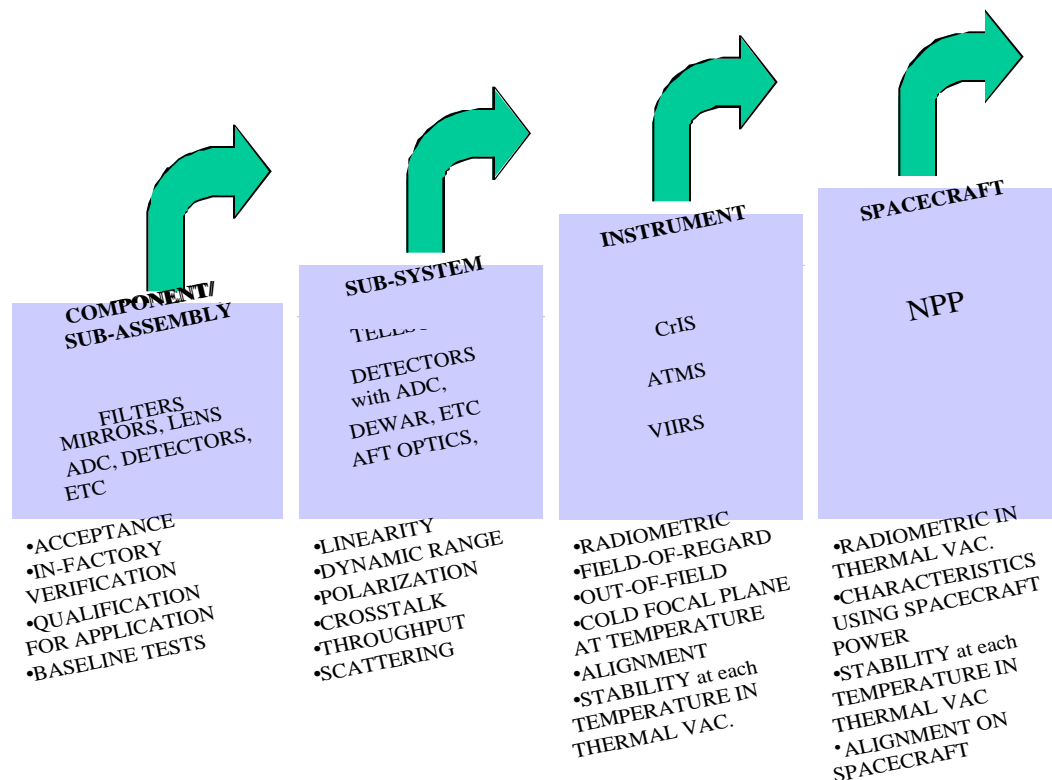 COMPONENT/
SUB-ASSEMBLY
FILTERS
MIRRORS, LENS
ADC, DETECTORS,
ETC
•ACCEPTANCE
•IN-FACTORY
VERIFICATION
•QUALIFICATION
FOR APPLICATION
•BASELINE TESTS
SUB-SYSTEM
DETECTORS
with ADC,
DEWAR, ETC
AFT OPTICS,
•LINEARITY
•DYNAMIC RANGE
•POLARIZATION
•CROSSTALK
•THROUGHPUT
•SCATTERING
INSTRUMENT
CrIS
ATMS
VIIRS
•RADIOMETRIC
•FIELD-OF-REGARD
•OUT-OF-FIELD
•COLD FOCAL PLANE
AT TEMPERATURE
•ALIGNMENT
•STABILITY at each
TEMPERATURE IN
THERMAL VAC.
SPACECRAFT
NPP
•RADIOMETRIC IN
THERMAL VAC.
•CHARACTERISTICS
USING SPACECRAFT
POWER
•STABILITY at each
TEMPERATURE IN
THERMAL VAC
•ALIGNMENT ON
SPACECRAFT